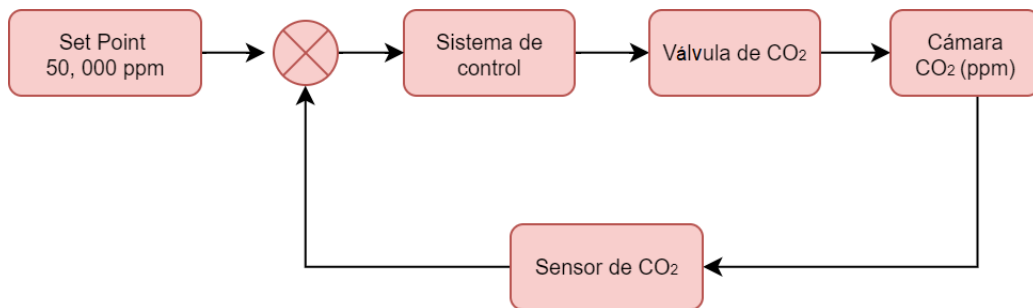 Set Point
50, 000 ppm
Sistema de
control
Válvula de CO₂
Cámara
CO₂ (ppm)
Sensor de CO₂